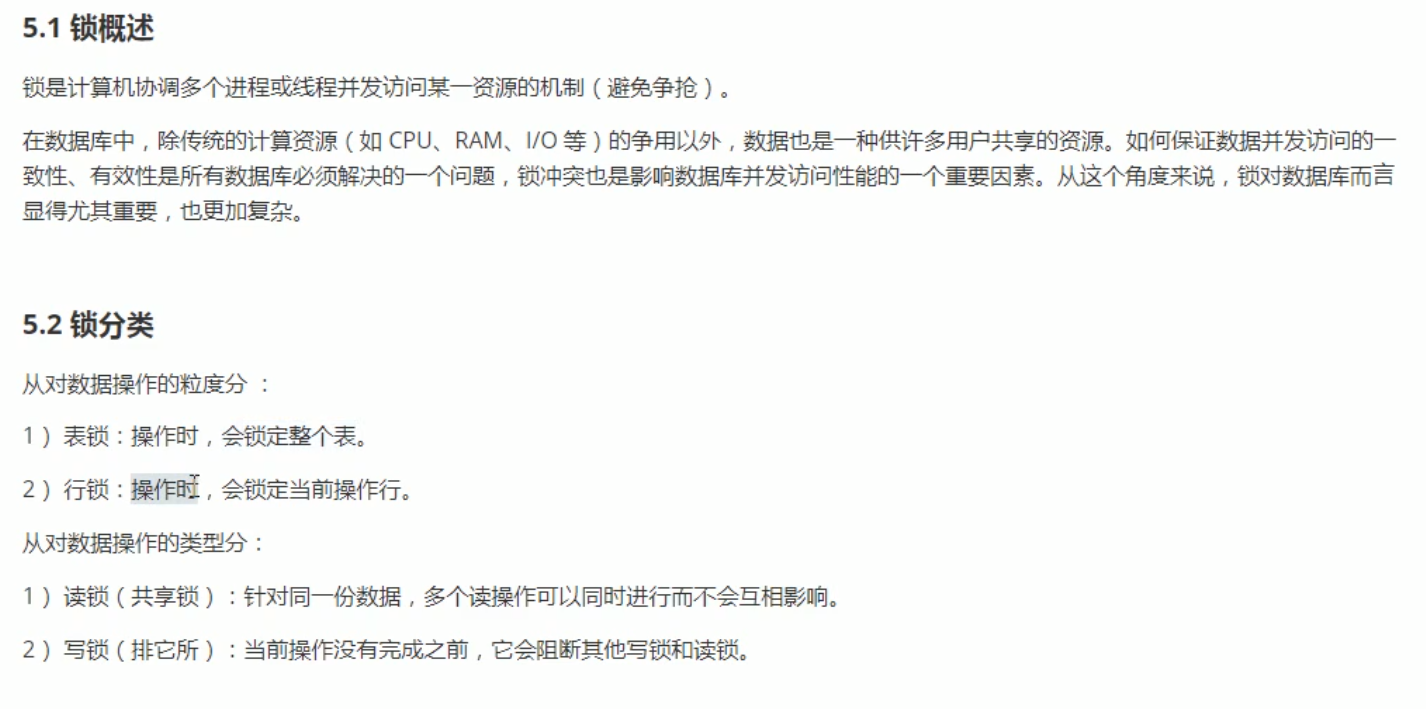 5.1 锁概述
锁是计算机协调多个进程或线程并发访问某一资源的机制（避免争抢）。
在数据库中，除传统的计算资源（如 CPU、RAM、I/O 等）的争用以外，数据也是一种供许多用户共享的资源。如何保证数据并发访问的一
致性、有效性是所有数据库必须解决的一个问题，锁冲突也是影响数据库并发访问性能的一个重要因素。从这个角度来说，锁对数据库而言
显得尤其重要，也更加复杂。
5.2 锁分类
从对数据操作的粒度分 ：
1） 表锁：操作时，会锁定整个表。
2） 行锁：操作时，会锁定当前操作行。
从对数据操作的类型分：
1） 读锁（共享锁）：针对同一份数据，多个读操作可以同时进行而不会互相影响。
2） 写锁（排它所）：当前操作没有完成之前，它会阻断其他写锁和读锁。